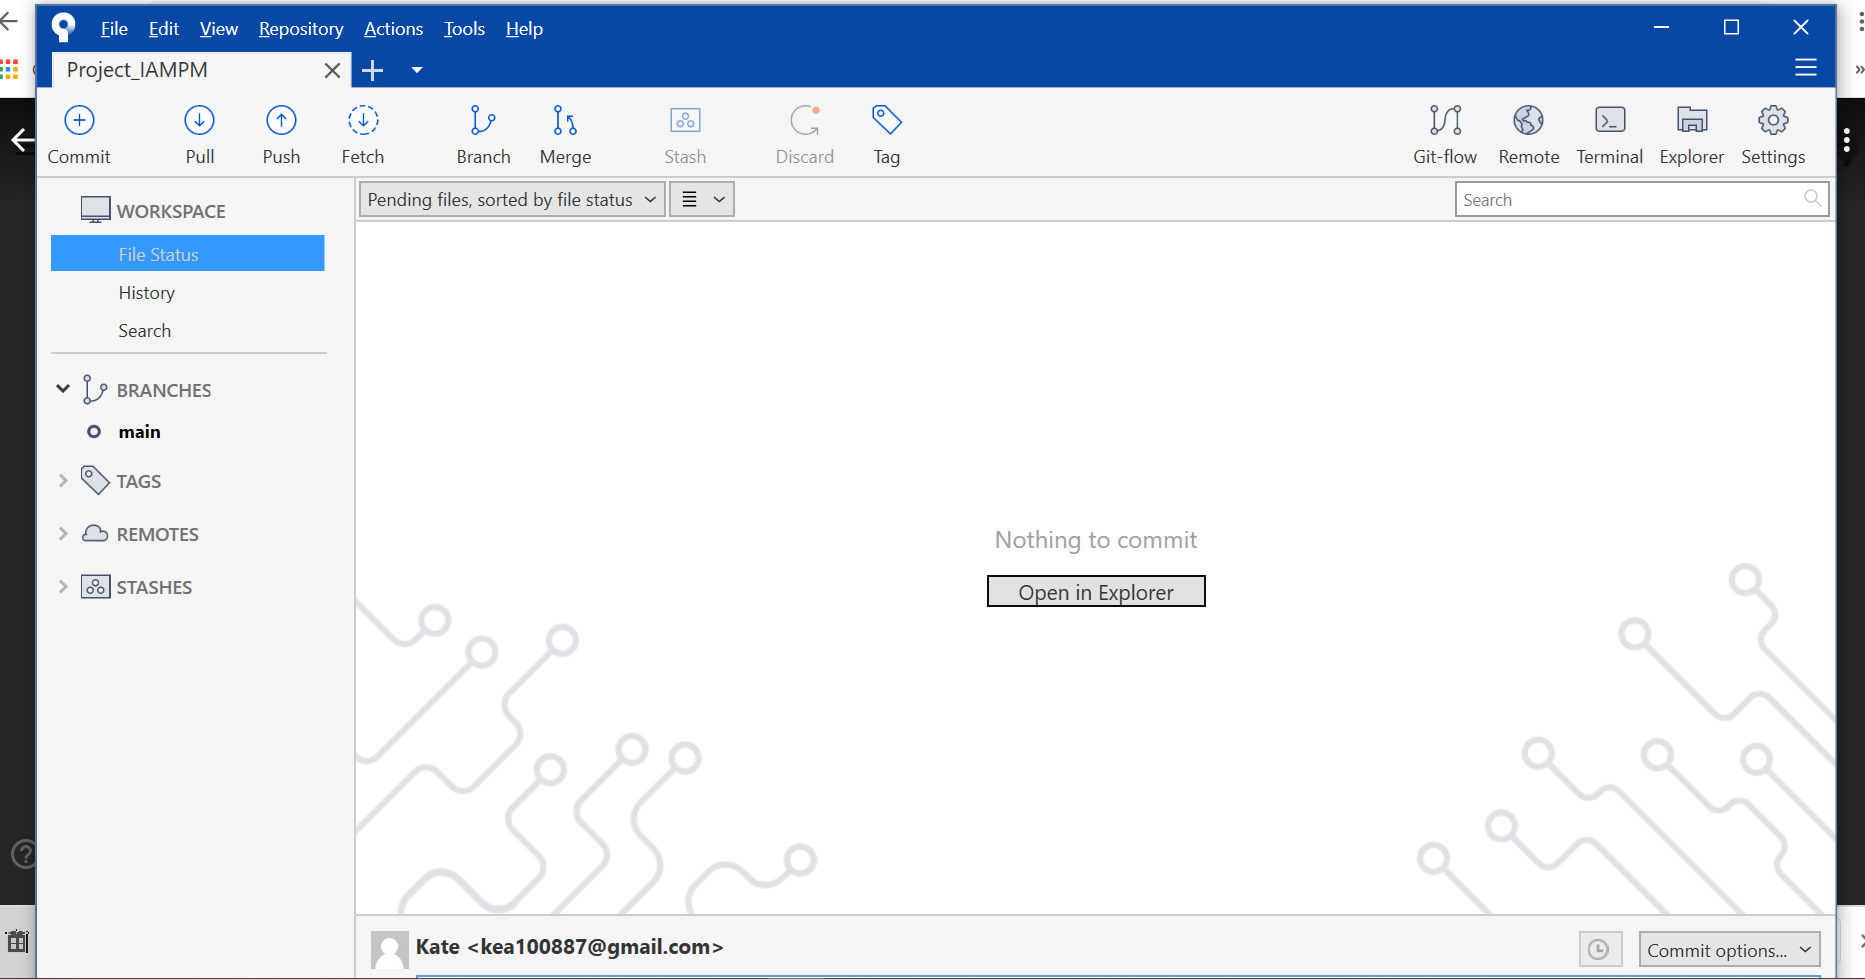 File Edit View Repository Actions Tools Help
Project_IAMPM
Commit Pull Push Fetch Branch Merge Stash Discard Tag Git-flow Remote Terminal Explorer Settings
Pending files, sorted by file status
Search
WORKSPACE
File Status
History
Search
BRANCHES
main
TAGS
REMOTES
STASHES
Nothing to commit
Open in Explorer
Kate <kea100887@gmail.com>
Commit options...